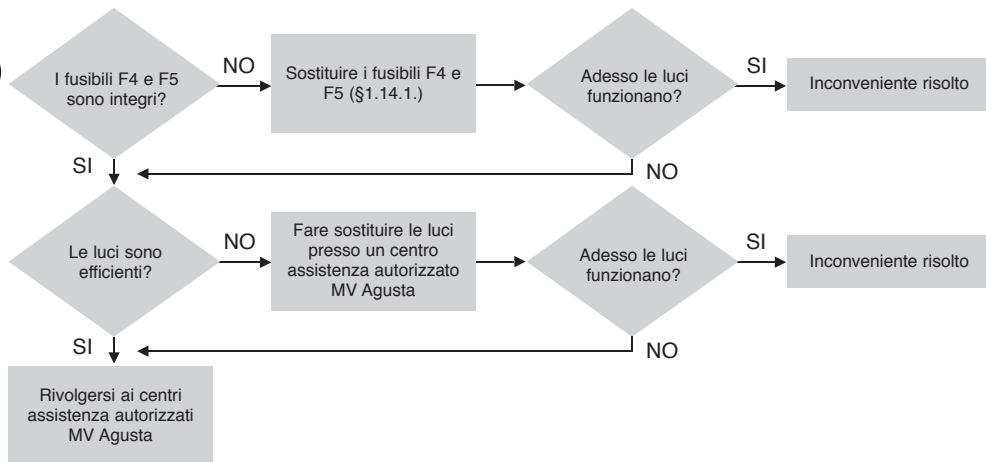 I fusibili F4 e F5
sono integri?
NO
Sostituire i fusibili F4 e
F5 (§1.14.1.)
Adesso le luci
funzionano?
SI
Inconveniente risolto
SI
NO
Le luci sono
efficienti?
NO
Fare sostituire le luci
presso un centro
assistenza autorizzato
MV Agusta
Adesso le luci
funzionano?
SI
Inconveniente risolto
SI
NO
Rivolgersi ai centri
assistenza autorizzati
MV Agusta